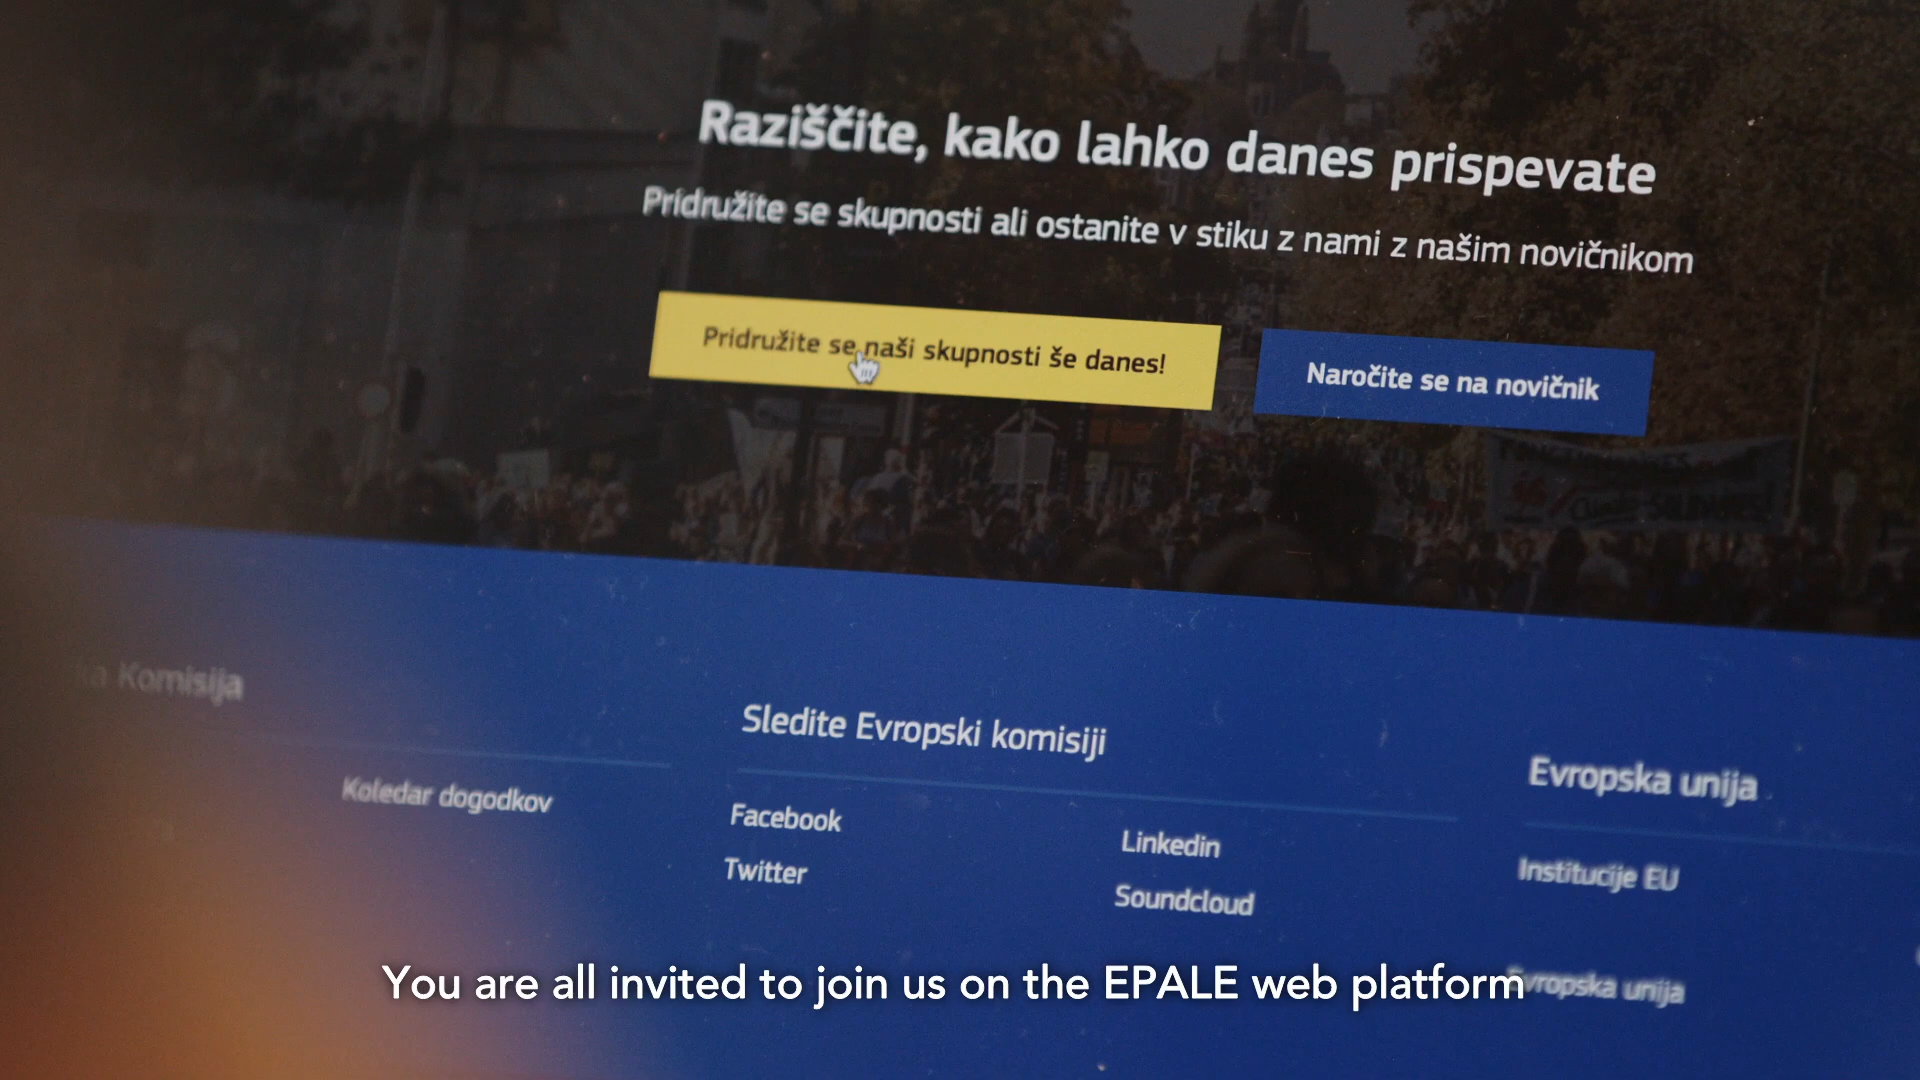 Raziščite, kako lahko danes prispevate
Pridružite se skupnosti ali ostanite v stiku z nami z našim novičnikom
Pridružite se naši skupnosti še danes!
Naročite se na novičnik
Komisija
Koledar dogodkov
Sledite Evropski komisiji
Facebook
Twitter
Linkedin
Soundcloud
Evropska unija
Institucije EU
Evropska unija
You are all invited to join us on the EPALE web platform